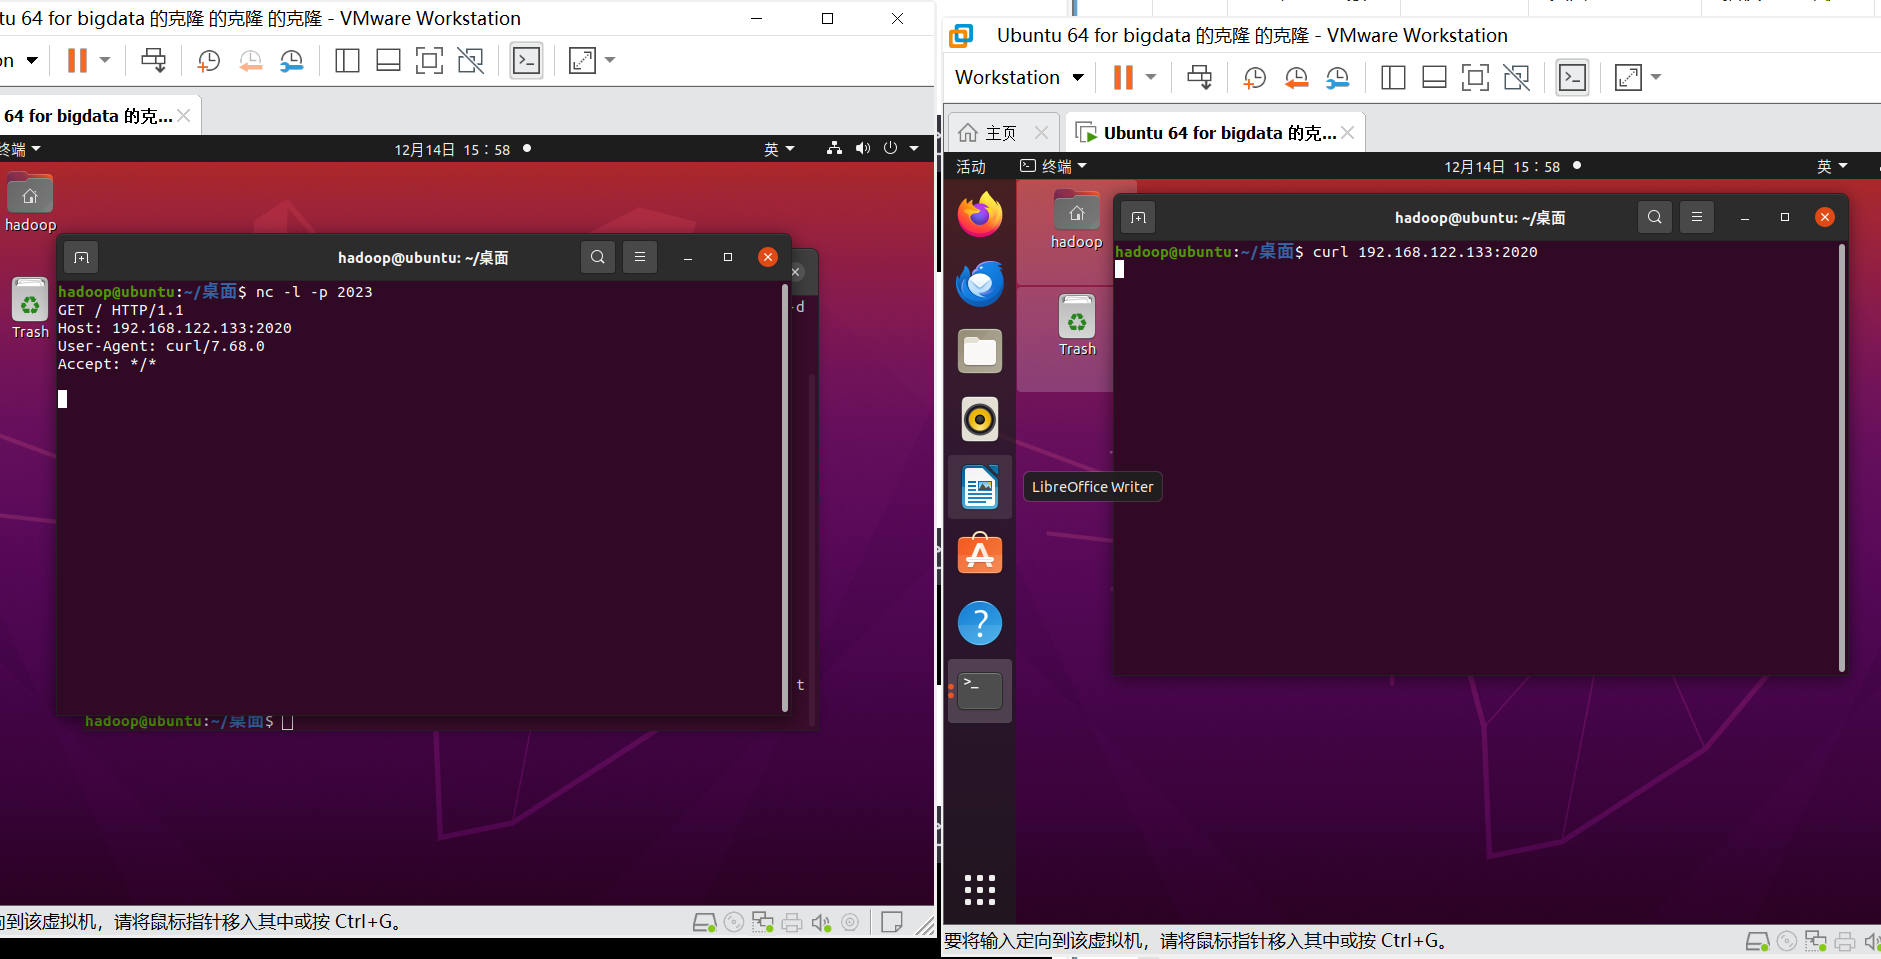 tu 64 for bigdata 的克隆 的克隆 的克隆 - VMware Workstation
on
64 for bigdata 的克...
终端
12月14日 15：58
英
hadoop
Trash
hadoop@ubuntu: ~/桌面
hadoop@ubuntu:~/桌面$ nc -l -p 2023
GET / HTTP/1.1
Host: 192.168.122.133:2020
User-Agent: curl/7.68.0
Accept: */*
-d
t
hadoop@ubuntu:~/桌面$
向到该虚拟机，请将鼠标指针移入其中或按 Ctrl+G。
Ubuntu 64 for bigdata 的克隆 的克隆 - VMware Workstation
Workstation
主页
Ubuntu 64 for bigdata 的克...
活动
终端
12月14日 15：58
英
hadoop
Trash
hadoop@ubuntu: ~/桌面
hadoop@ubuntu:~/桌面$ curl 192.168.122.133:2020
LibreOffice Writer
要将输入定向到该虚拟机，请将鼠标指针移入其中或按 Ctrl+G。